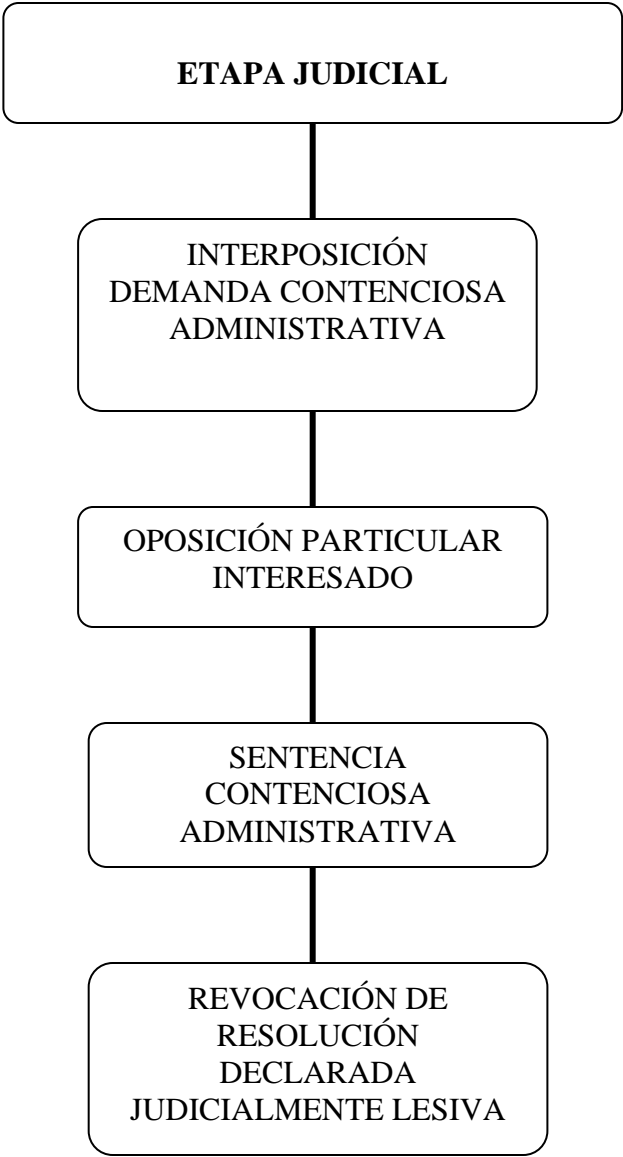 ETAPA JUDICIAL
INTERPOSICIÓN
DEMANDA CONTENCIOSA
ADMINISTRATIVA
OPOSICIÓN PARTICULAR
INTERESADO
SENTENCIA
CONTENCIOSA
ADMINISTRATIVA
REVOCACIÓN DE
RESOLUCIÓN
DECLARADA
JUDICIALMENTE LESIVA